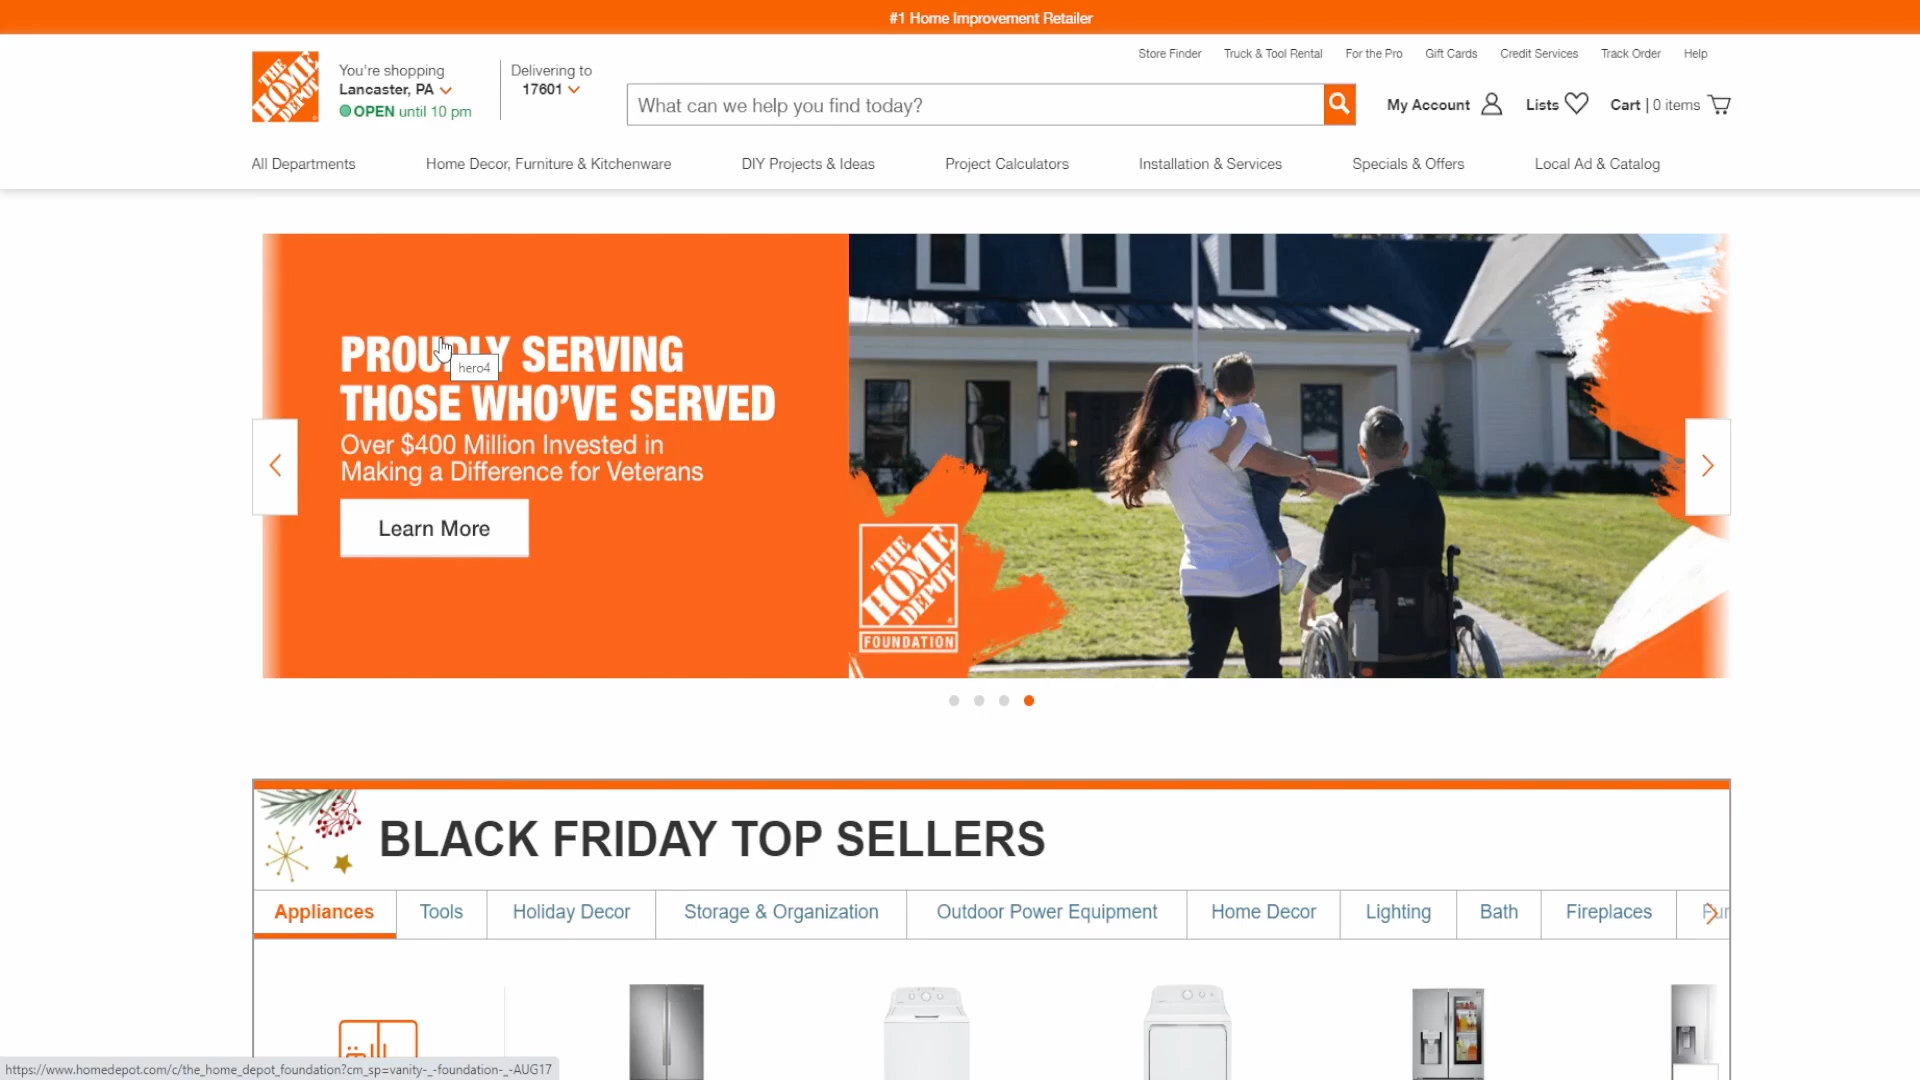 #1 Home Improvement Retailer
Store Finder
Truck & Tool Rental
For the Pro
Gift Cards
Credit Services
Track Order
Help
THE HOME DEPOT
You're shopping
Lancaster, PA
OPEN until 10 pm
Delivering to
17601
What can we help you find today?
My Account
Lists
Cart | 0 items
All Departments
Home Decor, Furniture & Kitchenware
DIY Projects & Ideas
Project Calculators
Installation & Services
Specials & Offers
Local Ad & Catalog
PROUDLY SERVING
hero4
THOSE WHO'VE SERVED
Over $400 Million Invested in
Making a Difference for Veterans
Learn More
THE HOME DEPOT
FOUNDATION
BLACK FRIDAY TOP SELLERS
Appliances
Tools
Holiday Decor
Storage & Organization
Outdoor Power Equipment
Home Decor
Lighting
Bath
Fireplaces
https://www.homedepot.com/c/the_home_depot_foundation?cm_sp=vanity-_-foundation-_-AUG17